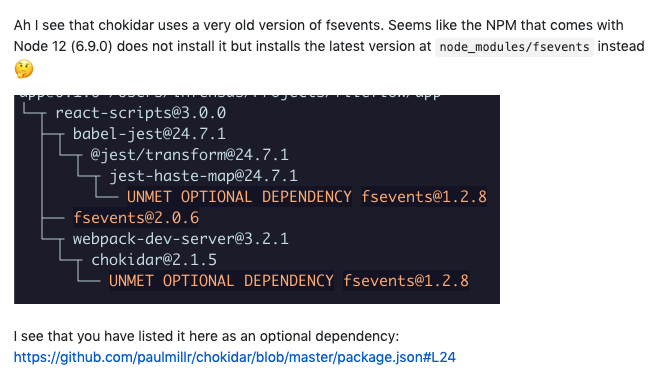 Ah I see that chokidar uses a very old version of fsevents. Seems like the NPM that comes with
Node 12 (6.9.0) does not install it but installs the latest version at node_modules/fsevents instead
🤔
react-scripts@3.0.0
babel-jest@24.7.1
@jest/transform@24.7.1
jest-haste-map@24.7.1
UNMET OPTIONAL DEPENDENCY fsevents@1.2.8
fsevents@2.0.6
webpack-dev-server@3.2.1
chokidar@2.1.5
UNMET OPTIONAL DEPENDENCY fsevents@1.2.8
I see that you have listed it here as an optional dependency:
https://github.com/paulmillr/chokidar/blob/master/package.json#L24